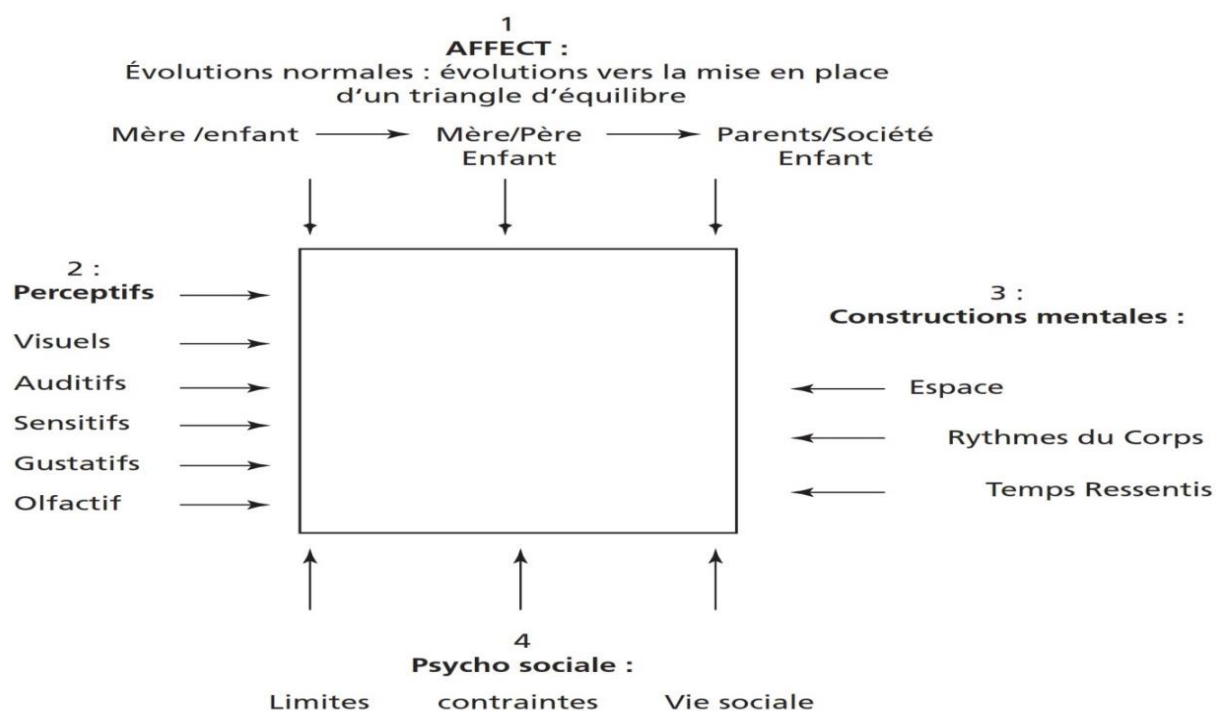 1
AFFECT :
Évolutions normales : évolutions vers la mise en place
d'un triangle d'équilibre
Mère /enfant Mère/Père Parents/Société
Enfant Enfant
2 :
Perceptifs
Visuels
Auditifs
Sensitifs
Gustatifs
Olfactif
3 :
Constructions mentales :
Espace
Rythmes du Corps
Temps Ressentis
4
Psycho sociale :
Limites contraintes Vie sociale